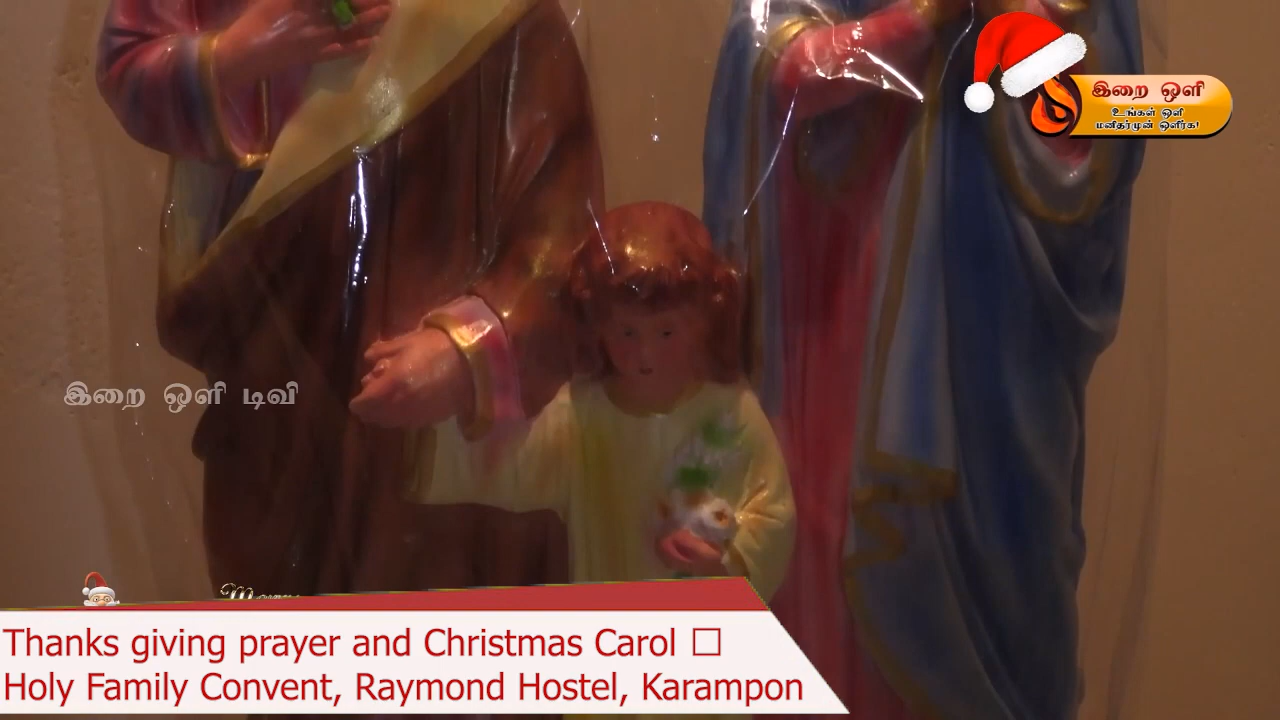 இறை ஒளி
உங்கள் ஒளி
மனிதர்முன் ஒளிர்க!
இறை ஒளி டிவி
Merry
Thanks giving prayer and Christmas Carol
Holy Family Convent, Raymond Hostel, Karampon